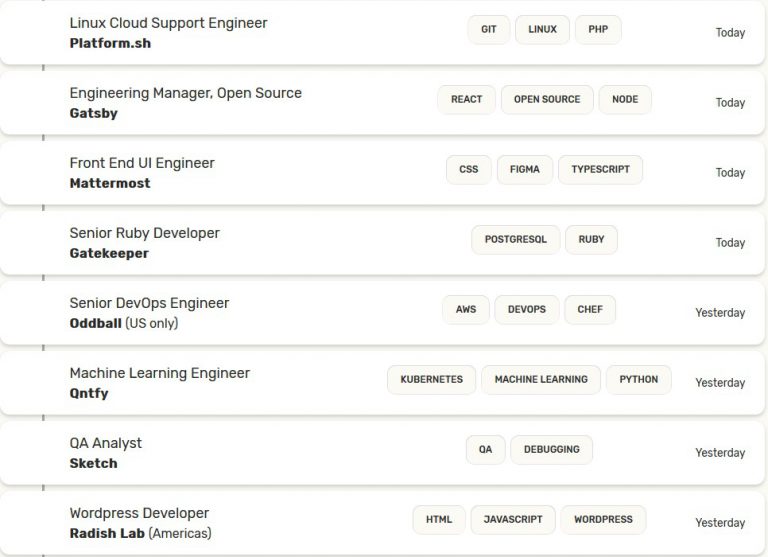 Linux Cloud Support Engineer
Platform.sh
GIT LINUX PHP
Today
Engineering Manager, Open Source
Gatsby
REACT OPEN SOURCE NODE
Today
Front End UI Engineer
Mattermost
CSS FIGMA TYPESCRIPT
Today
Senior Ruby Developer
Gatekeeper
POSTGRESQL RUBY
Today
Senior DevOps Engineer
Oddball (US only)
AWS DEVOPS CHEF
Yesterday
Machine Learning Engineer
Qntfy
KUBERNETES MACHINE LEARNING PYTHON
Yesterday
QA Analyst
Sketch
QA DEBUGGING
Yesterday
Wordpress Developer
Radish Lab (Americas)
HTML JAVASCRIPT WORDPRESS
Yesterday